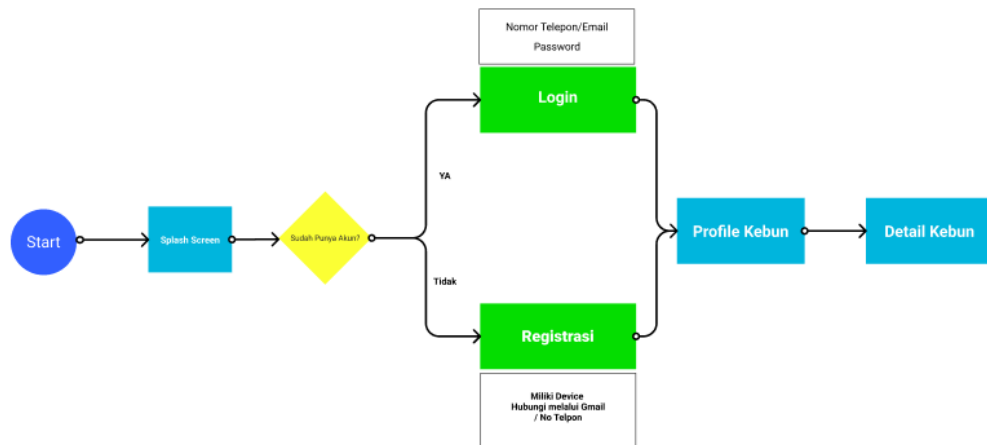 Nomor Telepon/Email
Password
Login
YA
Start
Splash Screen
Sudah Punya Akun?
Profile Kebun
Detail Kebun
Tidak
Registrasi
Miliki Device
Hubungi melalui Gmail
/ No Telpon